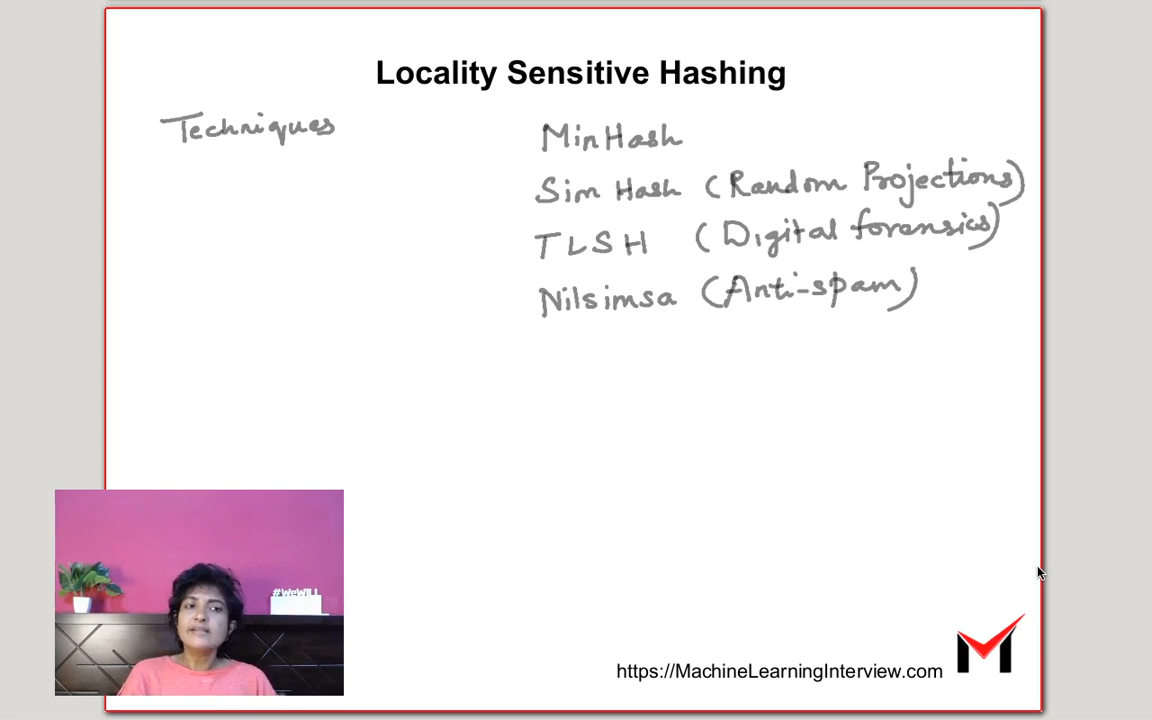 Locality Sensitive Hashing
Techniques
MinHash
Sim Hash (Random Projections)
TLSH (Digital forensics)
Nilsimsa (Anti-spam)
#WeWiLL
https://MachineLearningInterview.com